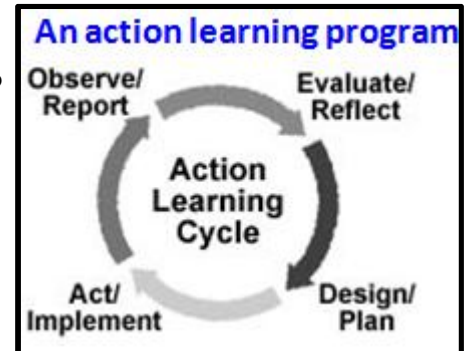 An action learning program
Observe/
Report
Evaluate/
Reflect
Action
Learning
Cycle
Act/
Implement
Design/
Plan